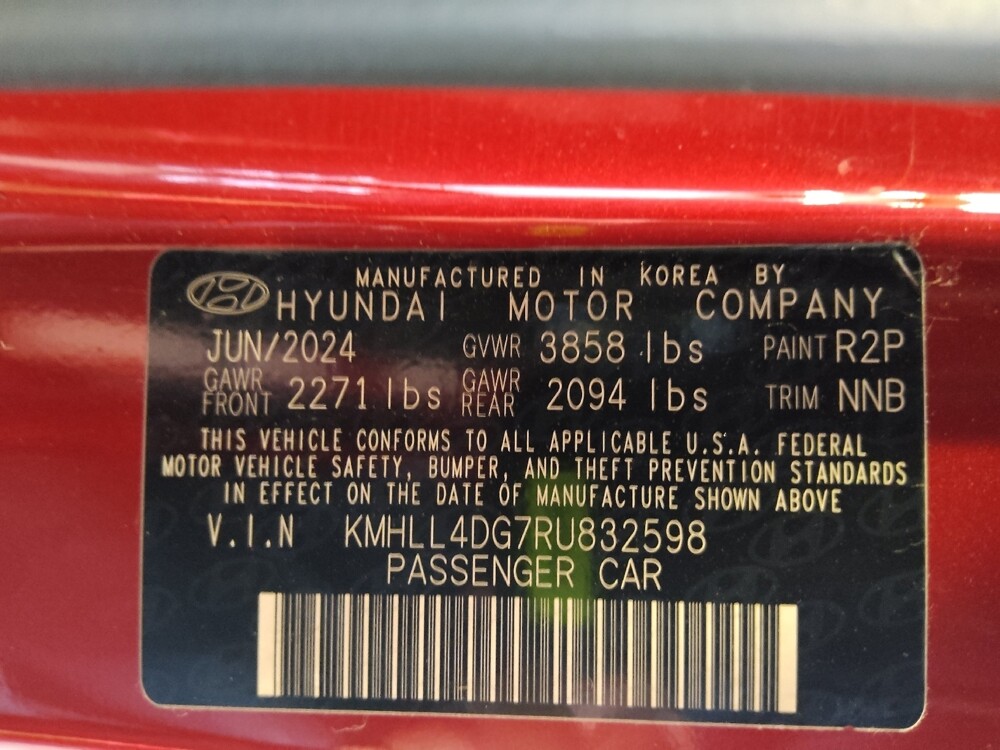 MANUFACTURED IN KOREA BY
HYUNDAI MOTOR COMPANY
JUN/2024 GVWR 3858 lbs PAINT R2P
GAWR FRONT 2271 lbs GAWR REAR 2094 lbs TRIM NNB
THIS VEHICLE CONFORMS TO ALL APPLICABLE U.S.A. FEDERAL
MOTOR VEHICLE SAFETY, BUMPER, AND THEFT PREVENTION STANDARDS
IN EFFECT ON THE DATE OF MANUFACTURE SHOWN ABOVE
V.I.N KMHLL4DG7RU832598
PASSENGER CAR